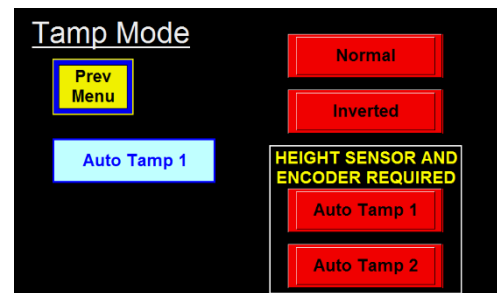 Tamp Mode
Prev
Menu
Auto Tamp 1
Normal
Inverted
HEIGHT SENSOR AND
ENCODER REQUIRED
Auto Tamp 1
Auto Tamp 2